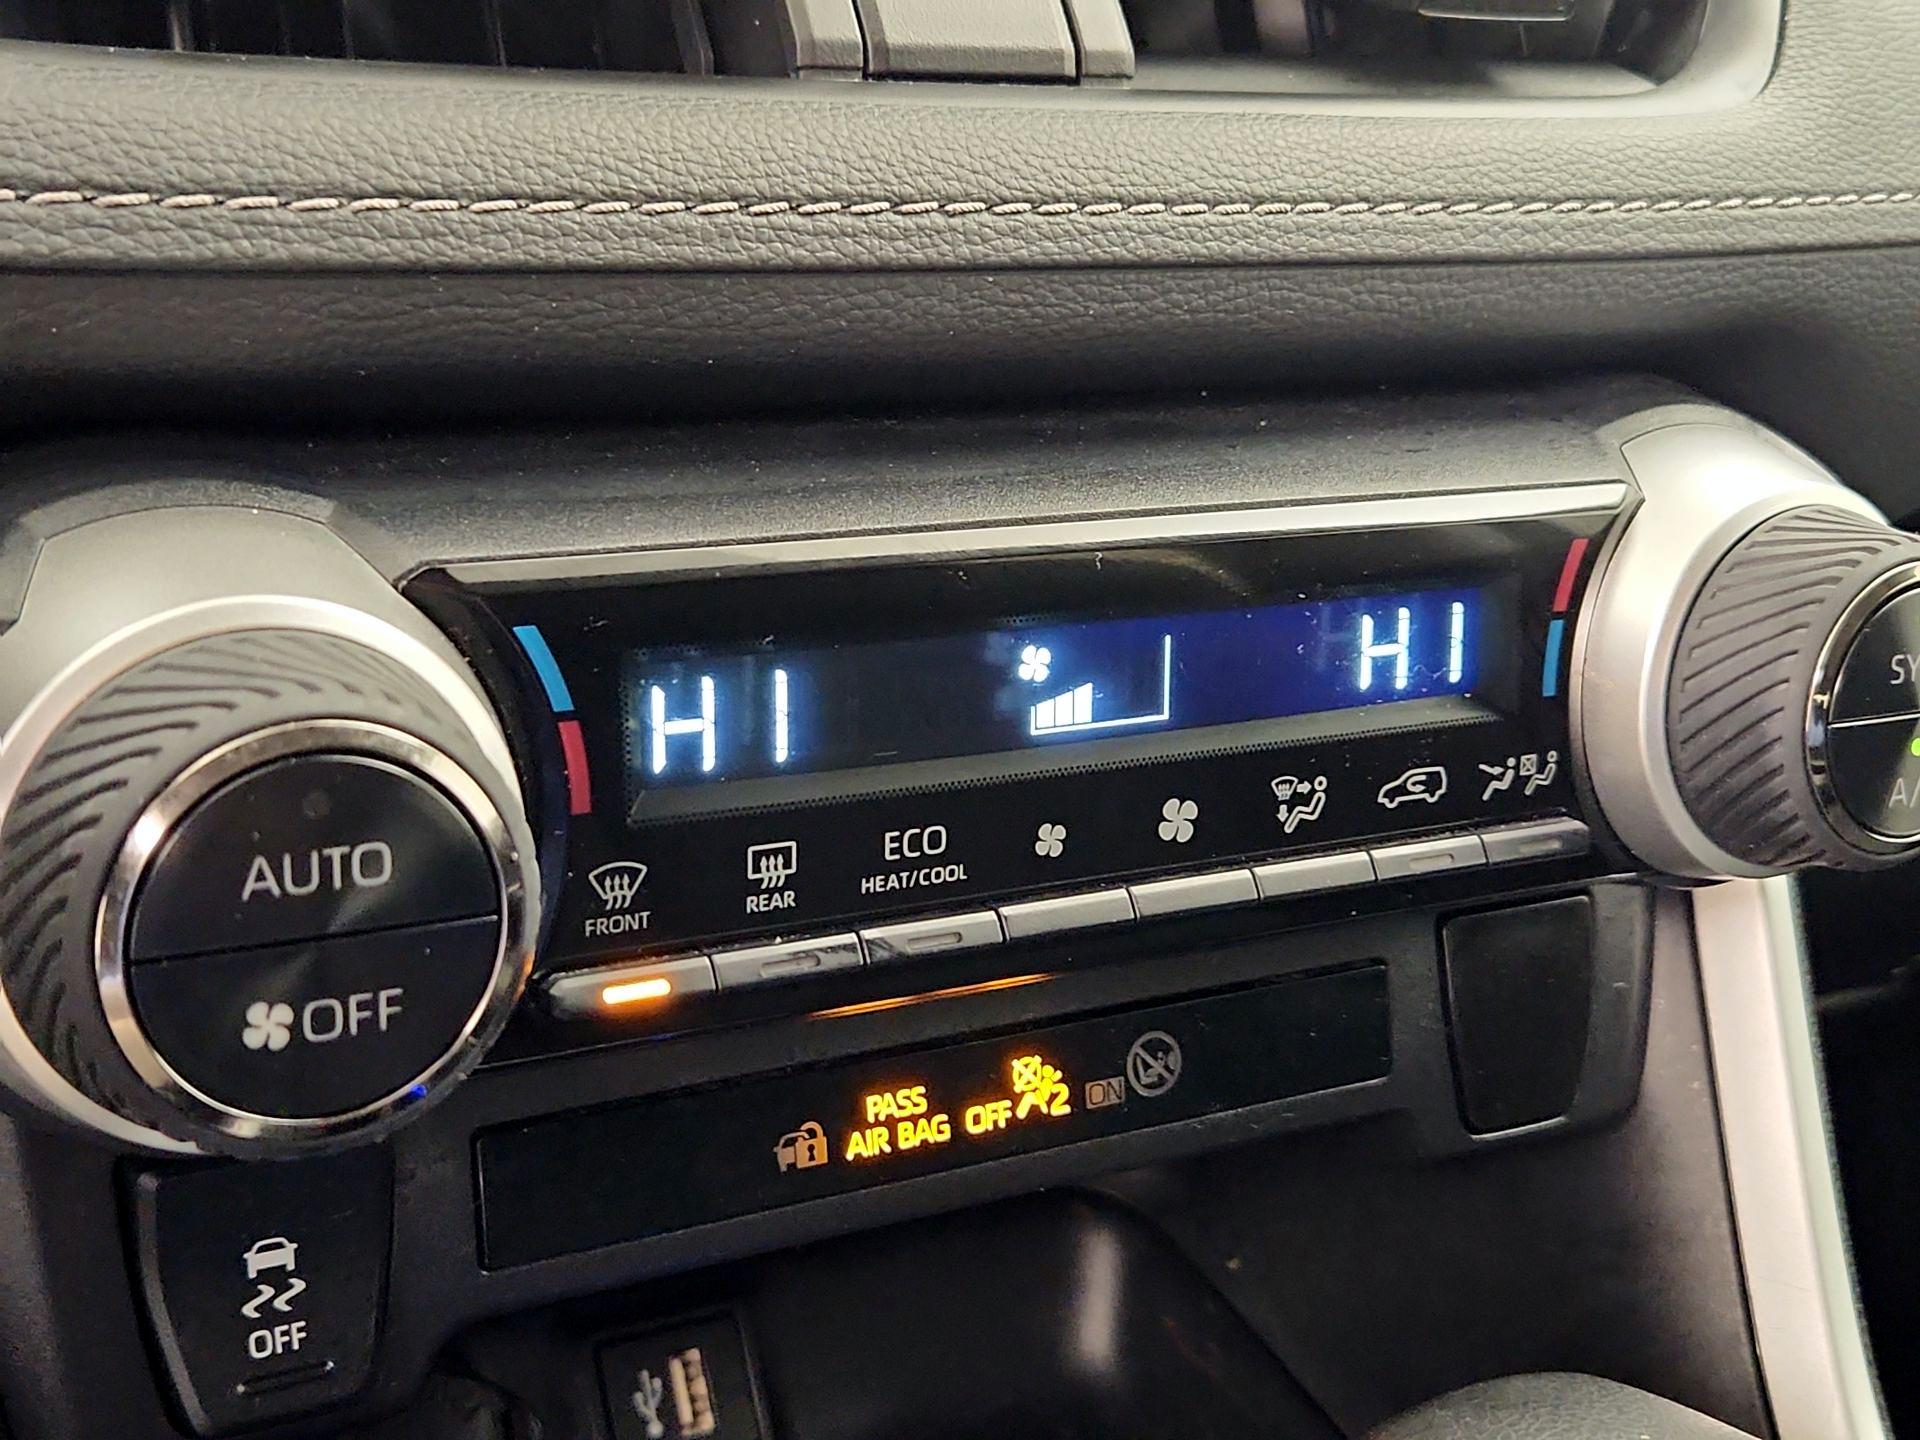 HI
HI
AUTO
OFF
FRONT
REAR
ECO
HEAT/COOL
PASS
AIR BAG
OFF
2
ON
OFF